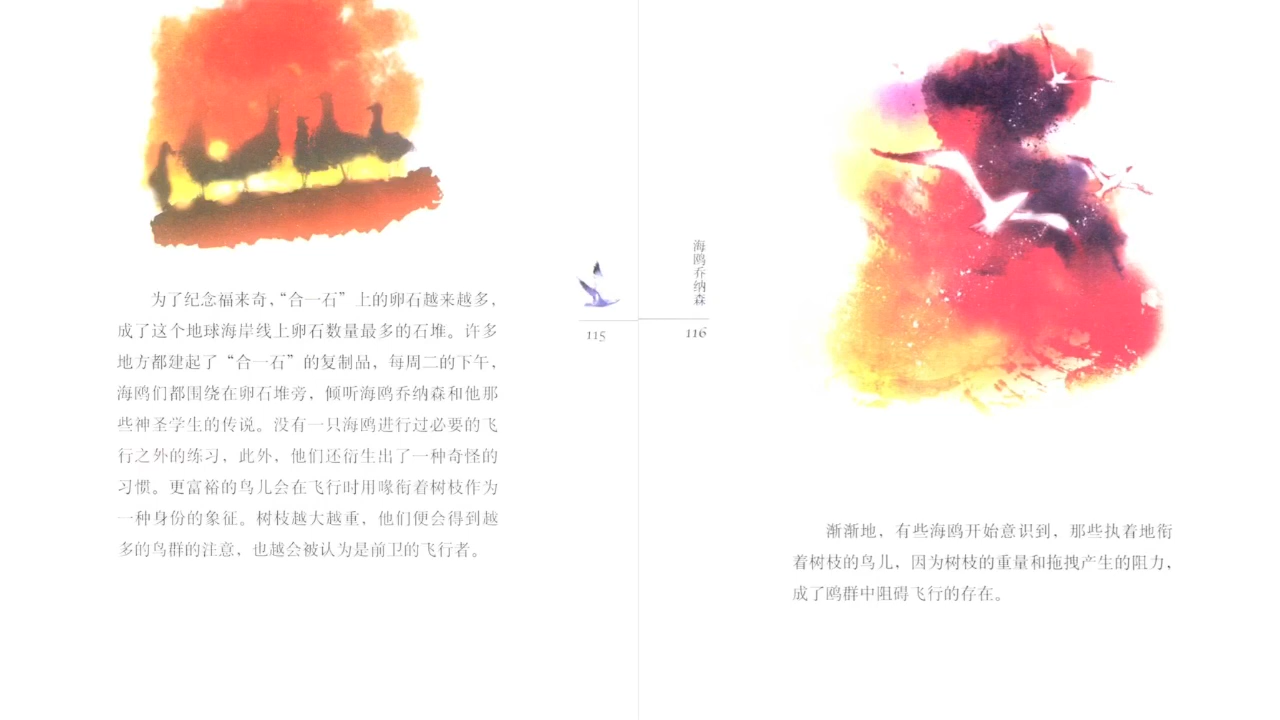 为了纪念福来奇，“合一石”上的卵石越来越多，
成了这个地球海岸线上卵石数量最多的石堆。许多
地方都建起了“合一石”的复制品，每周二的下午，
海鸥们都围绕在卵石堆旁，倾听海鸥乔纳森和他那
些神圣学生的传说。没有一只海鸥进行过必要的飞
行之外的练习，此外，他们还衍生出了一种奇怪的
习惯。更富裕的鸟儿会在飞行时用喙衔着树枝作为
一种身份的象征。树枝越大越重，他们便会得到越
多的鸟群的注意，也越会被认为是前卫的飞行者。
115
海鸥乔纳森
116
渐渐地，有些海鸥开始意识到，那些执着地衔
着树枝的鸟儿，因为树枝的重量和拖拽产生的阻力，
成了鸥群中阻碍飞行的存在。